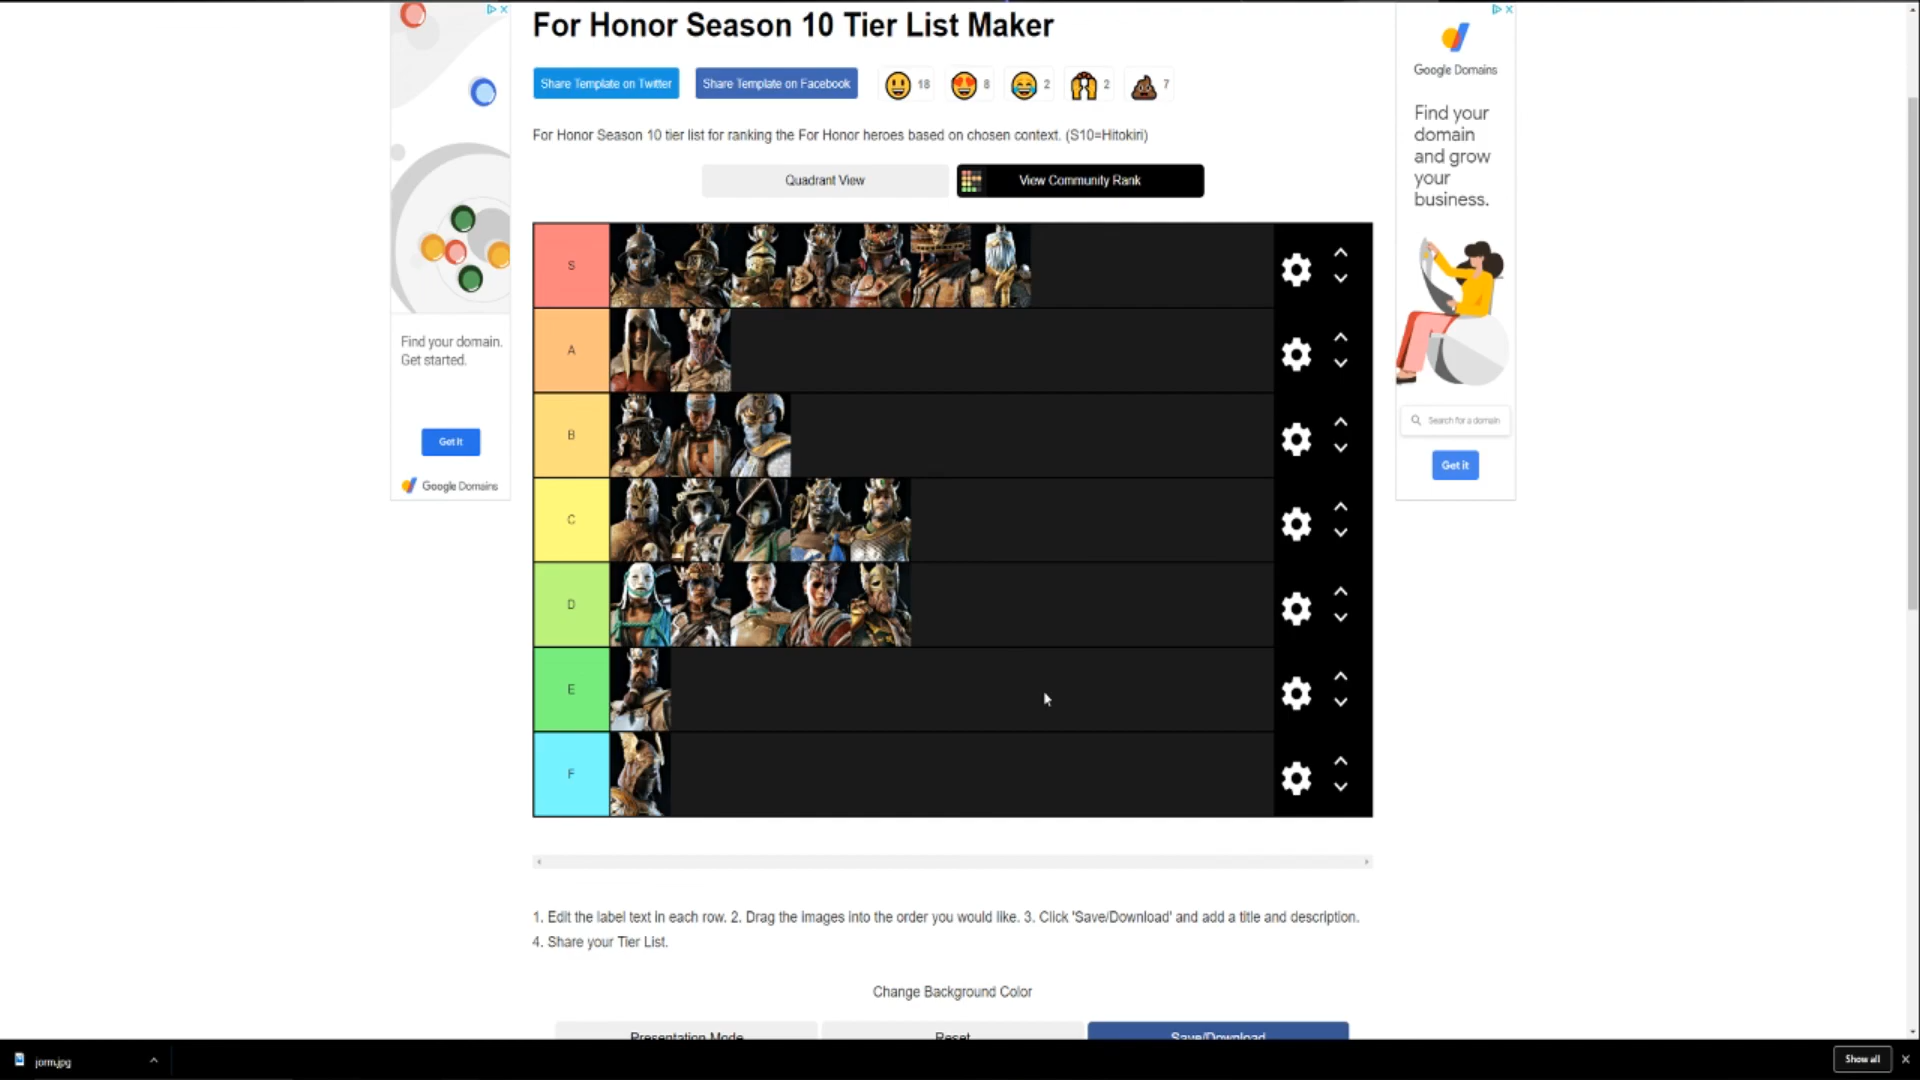 For Honor Season 10 Tier List Maker
Share Template on Twitter
Share Template on Facebook
18
8
2
2
7
For Honor Season 10 tier list for ranking the For Honor heroes based on chosen context. (S10=Hitokiri)
Quadrant View
View Community Rank
S
A
B
C
D
E
F
1. Edit the label text in each row. 2. Drag the images into the order you would like. 3. Click 'Save/Download' and add a title and description.
4. Share your Tier List.
Change Background Color
Presentation Mode
Reset
Save/Download
Find your domain.
Get started.
Get it
Google Domains
Google Domains
Find your
domain
and grow
your
business.
Search for a domain
Get it
jorm.jpg
Show all